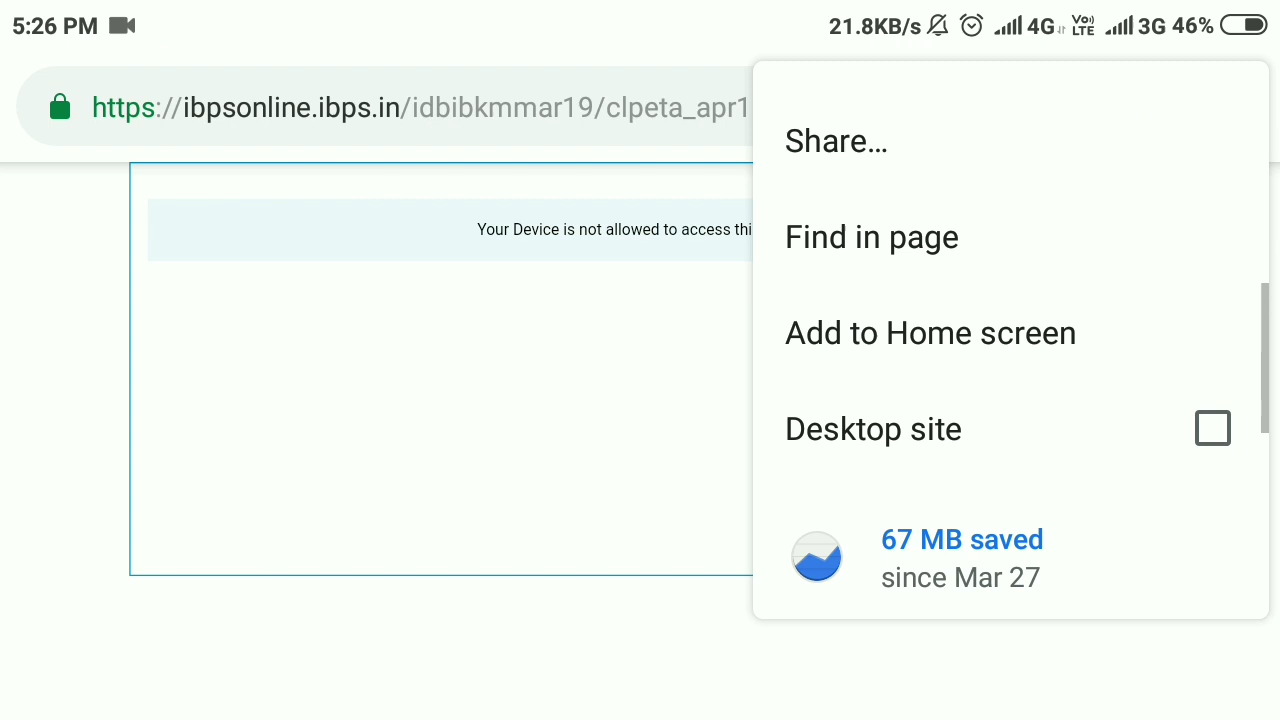 5:26 PM 21.8KB/s 4G VoLTE 3G 46%
https://ibpsonline.ibps.in/idbibkmmar19/clpeta_apr1
Your Device is not allowed to access thi
Share...
Find in page
Add to Home screen
Desktop site
67 MB saved
since Mar 27